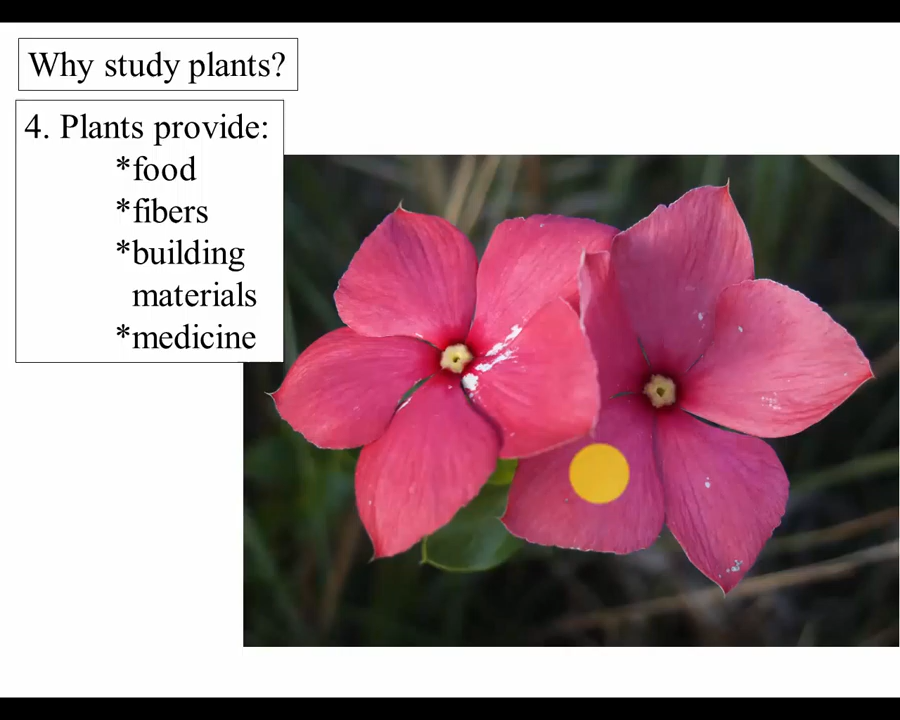 Why study plants?
4. Plants provide:
*food
*fibers
*building
materials
*medicine